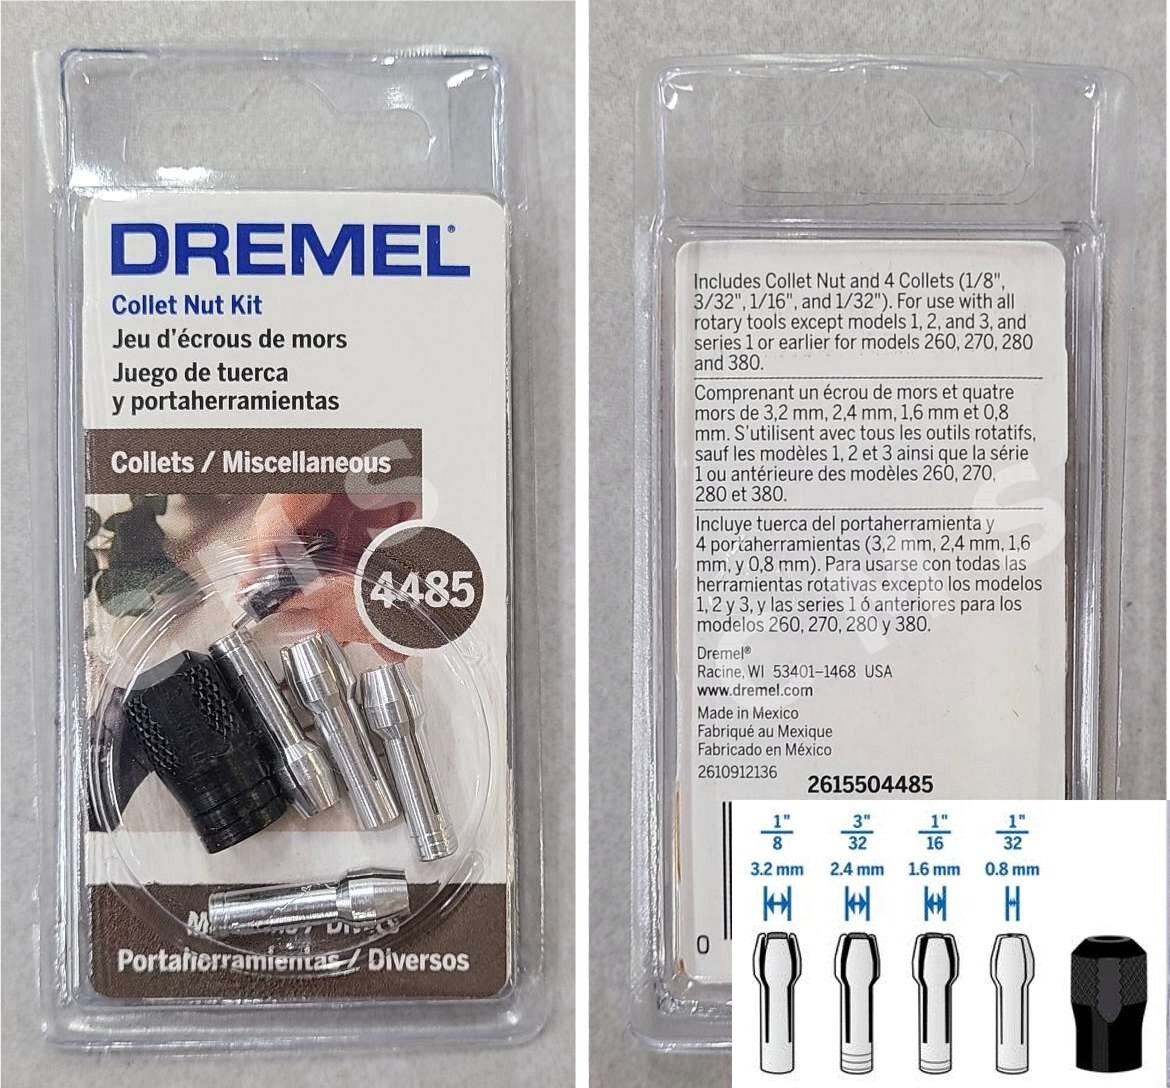 DREMEL®
Collet Nut Kit
Jeu d'écrous de mors
Juego de tuerca
y portaherramientas
Collets / Miscellaneous
4485
Portaherramientas / Diversos
Includes Collet Nut and 4 Collets (1/8",
3/32", 1/16", and 1/32"). For use with all
rotary tools except models 1, 2, and 3, and
series 1 or earlier for models 260, 270, 280
and 380.
Comprenant un écrou de mors et quatre
mors de 3,2 mm, 2,4 mm, 1,6 mm et 0,8
mm. S'utilisent avec tous les outils rotatifs,
sauf les modèles 1, 2 et 3 ainsi que la série
1 ou antérieure des modèles 260, 270,
280 et 380.
Incluye tuerca del portaherramienta y
4 portaherramientas (3,2 mm, 2,4 mm, 1,6
mm, y 0,8 mm). Para usarse con todas las
herramientas rotativas excepto los modelos
1, 2 y 3, y las series 1 ó anteriores para los
modelos 260, 270, 280 y 380.
Dremel®
Racine, WI 53401-1468 USA
www.dremel.com
Made in Mexico
Fabriqué au Mexique
Fabricado en México
2610912136
2615504485
0
1" 3" 1" 1"
8 32 16 32
3.2 mm 2.4 mm 1.6 mm 0.8 mm